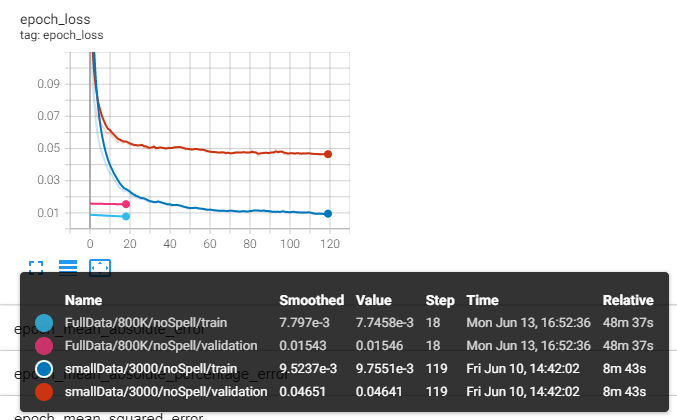 epoch_loss
tag: epoch_loss
0.09
0.07
0.05
0.03
0.01
0 20 40 60 80 100 120
Name Smoothed Value Step Time Relative
FullData/800K/noSpell/train 7.797e-3 7.7458e-3 18 Mon Jun 13, 16:52:36 48m 37s
epoch_mean_absolute_error
FullData/800K/noSpell/validation 0.01543 0.01546 18 Mon Jun 13, 16:52:36 48m 37s
smallData/3000/noSpell/train 9.5237e-3 9.7551e-3 119 Fri Jun 10, 14:42:02 8m 43s
epoch_mean_absolute_percentage_error
smallData/3000/noSpell/validation 0.04651 0.04641 119 Fri Jun 10, 14:42:02 8m 43s
epoch_mean_squared_error